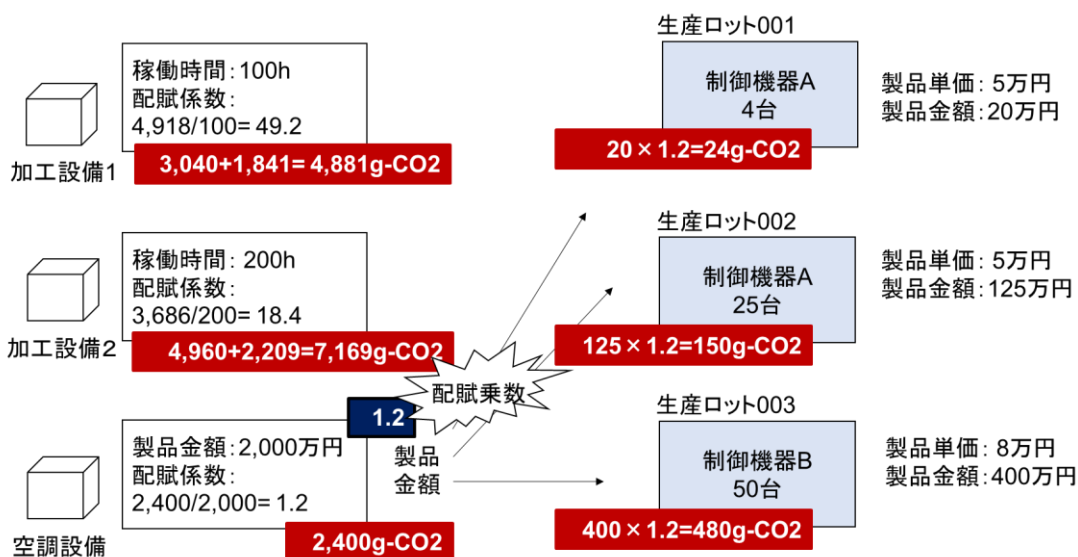 稼働時間：100h
配賦係数：
4,918/100= 49.2
3,040+1,841= 4,881g-CO2
加工設備1
生産ロット001
制御機器A
4台
20×1.2=24g-CO2
製品単価：5万円
製品金額：20万円
稼働時間：200h
配賦係数：
3,686/200= 18.4
4,960+2,209=7,169g-CO2
加工設備2
生産ロット002
制御機器A
25台
125×1.2=150g-CO2
製品単価：5万円
製品金額：125万円
配賦乗数
1.2
製品
金額
製品金額：2,000万円
配賦係数：
2,400/2,000= 1.2
2,400g-CO2
空調設備
生産ロット003
制御機器B
50台
400×1.2=480g-CO2
製品単価：8万円
製品金額：400万円